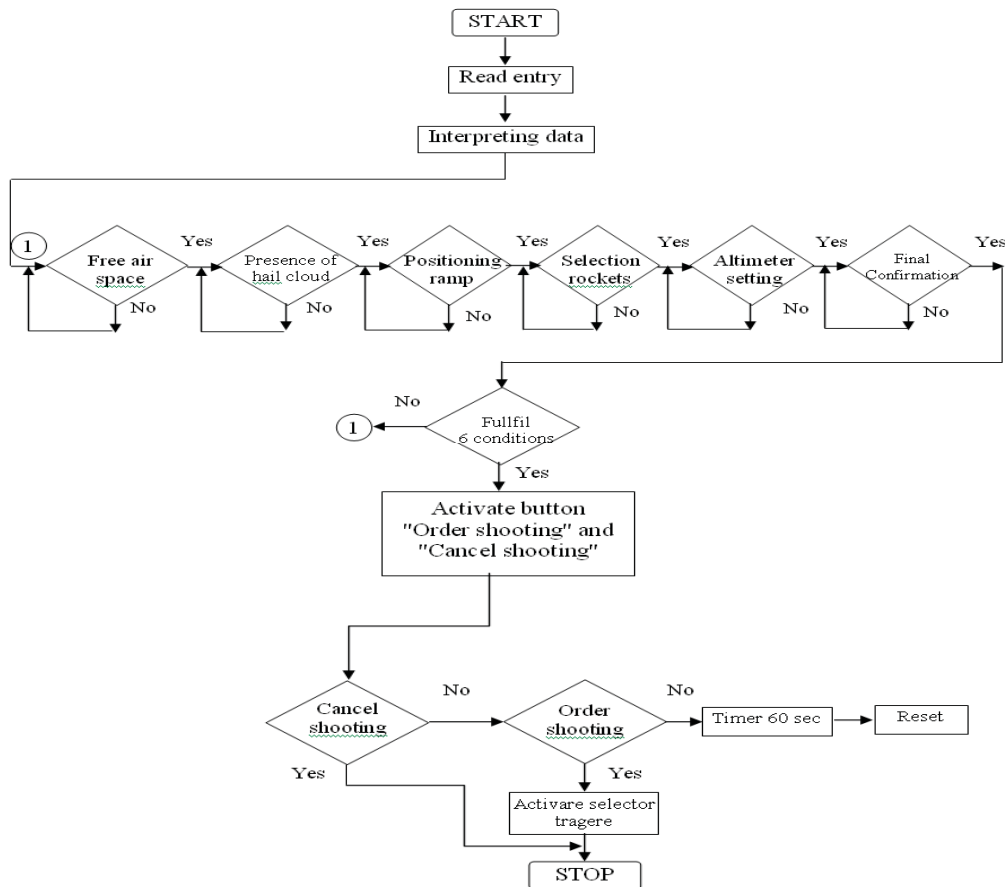 START
Read entry
Interpreting data
1
Free air
space
Yes
No
Presence of
hail cloud
Yes
No
Positioning
ramp
Yes
No
Selection
rockets
Yes
No
Altimeter
setting
Yes
No
Final
Confirmation
Yes
No
Fullfil
6 conditions
No
1
Yes
Activate button
"Order shooting" and
"Cancel shooting"
Cancel
shooting
No
Yes
Order
shooting
No
Yes
Timer 60 sec
Reset
Activare selector
tragere
STOP